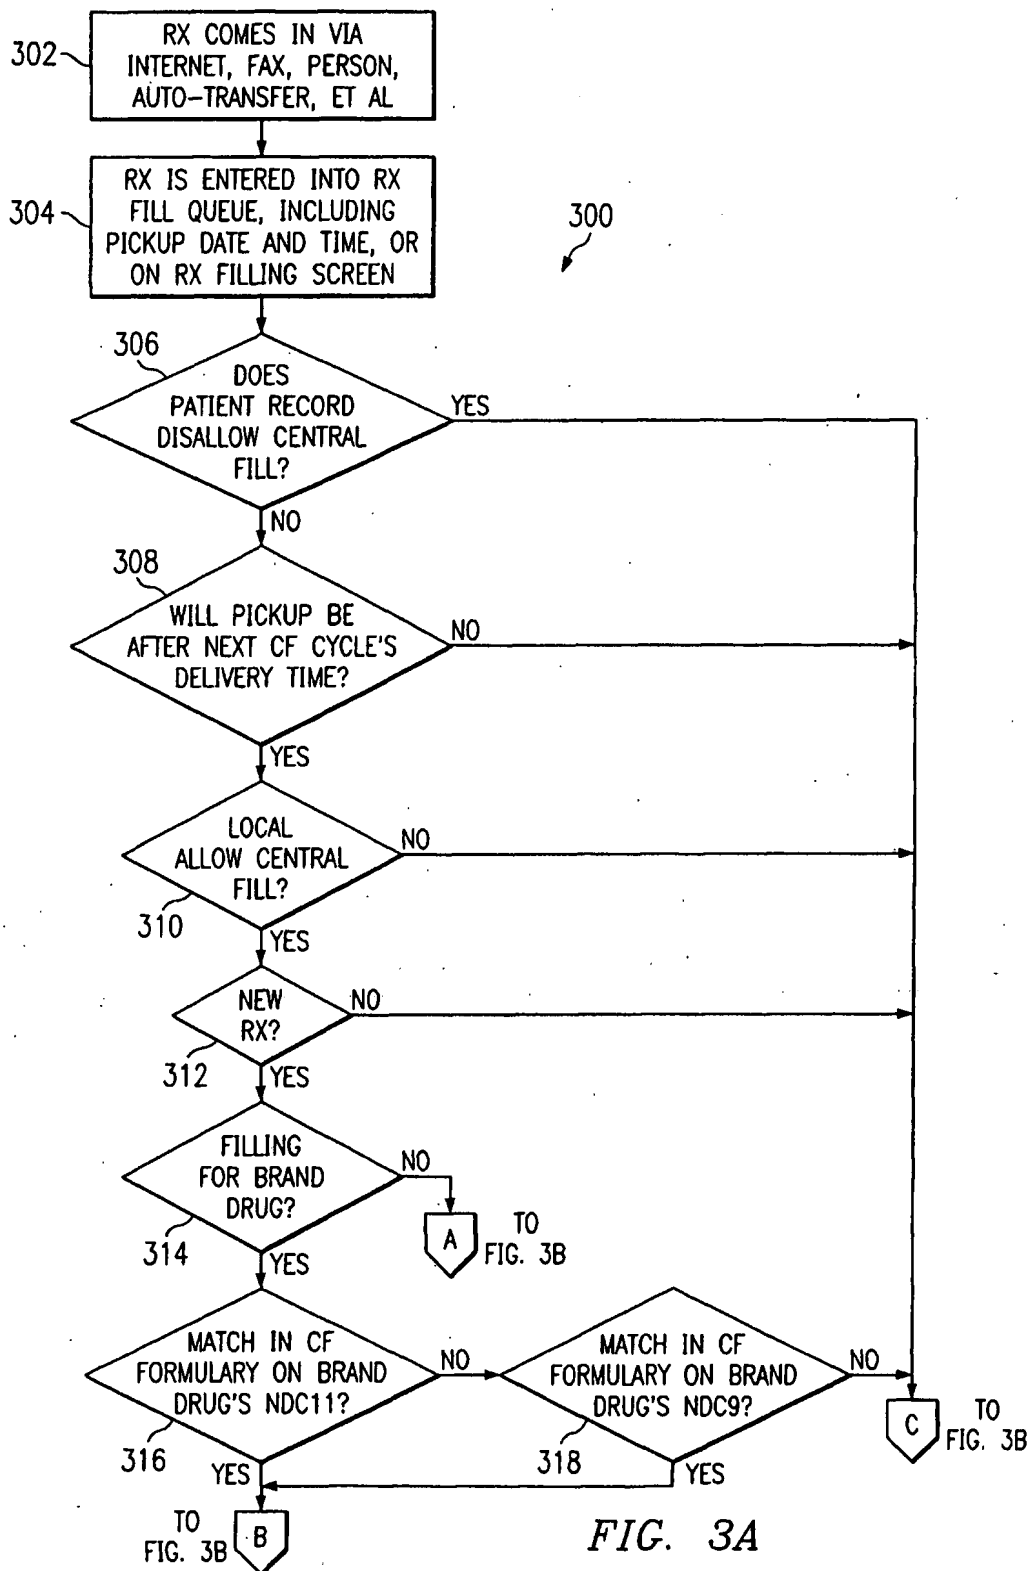 302
RX COMES IN VIA
INTERNET, FAX, PERSON,
AUTO-TRANSFER, ET AL
304
RX IS ENTERED INTO RX
FILL QUEUE, INCLUDING
PICKUP DATE AND TIME, OR
ON RX FILLING SCREEN
300
306
DOES
PATIENT RECORD
DISALLOW CENTRAL
FILL?
YES
NO
308
WILL PICKUP BE
AFTER NEXT CF CYCLE'S
DELIVERY TIME?
NO
YES
LOCAL
ALLOW CENTRAL
FILL?
NO
310
YES
NEW
RX?
NO
312
YES
FILLING
FOR BRAND
DRUG?
NO
314
YES
A
TO
FIG. 3B
MATCH IN CF
FORMULARY ON BRAND
DRUG'S NDC11?
NO
316
YES
MATCH IN CF
FORMULARY ON BRAND
DRUG'S NDC9?
NO
318
YES
C
TO
FIG. 3B
TO
FIG. 3B
B
FIG. 3A